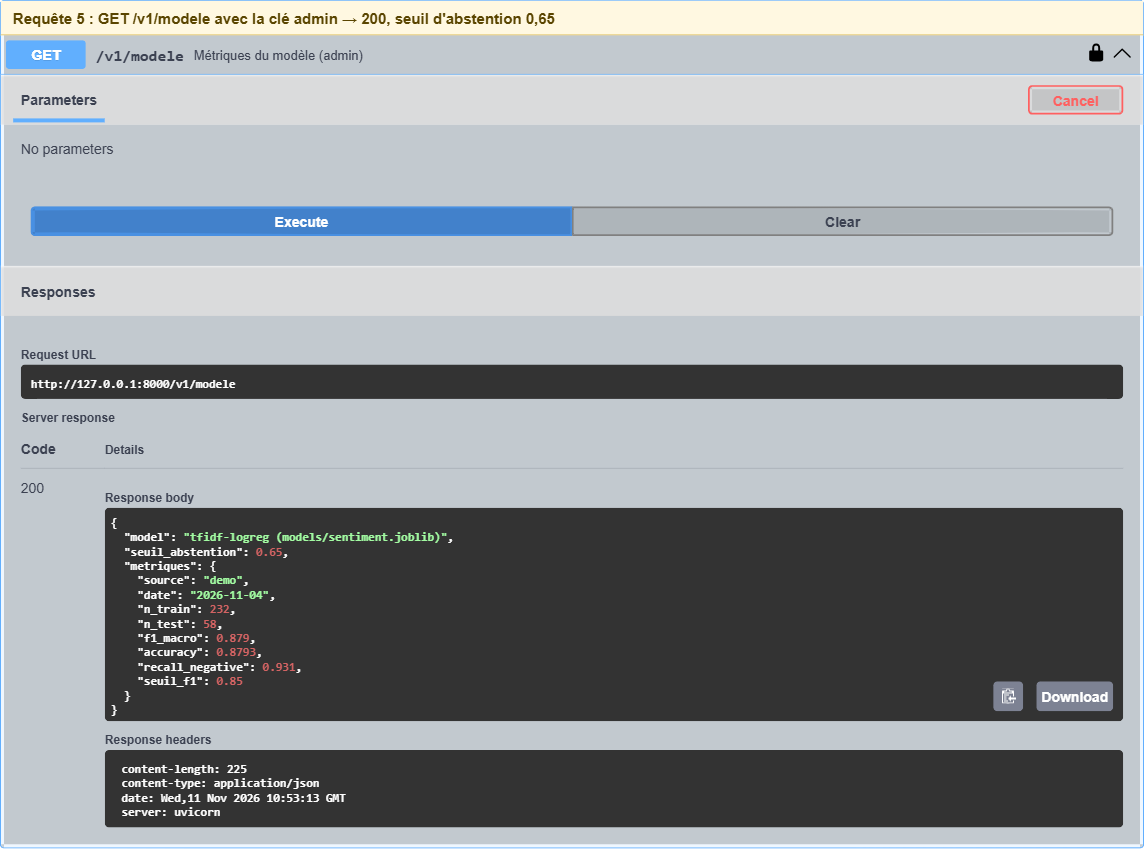 Requête 5 : GET /v1/modele avec la clé admin → 200, seuil d'abstention 0,65
GET /v1/modele Métriques du modèle (admin)
Parameters Cancel
No parameters
Execute Clear
Responses
Request URL
http://127.0.0.1:8000/v1/modele
Server response
Code Details
200
Response body
{
  "model": "tfidf-logreg (models/sentiment.joblib)",
  "seuil_abstention": 0.65,
  "metriques": {
    "source": "demo",
    "date": "2026-11-04",
    "n_train": 232,
    "n_test": 58,
    "f1_macro": 0.879,
    "accuracy": 0.8793,
    "recall_negative": 0.931,
    "seuil_f1": 0.85
  }
}
Download
Response headers
content-length: 225
content-type: application/json
date: Wed,11 Nov 2026 10:53:13 GMT
server: uvicorn